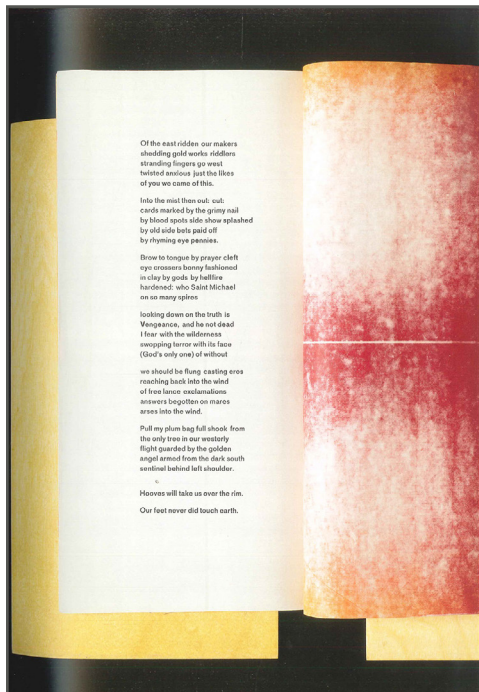 Of the east ridden our makers
shedding gold works riddlers
stranding fingers go west
twisted anxious just the likes
of you we came of this.
Into the mist then out: cut:
cards marked by the grimy nail
by blood spots side show splashed
by old side bets paid off
by rhyming eye pennies.
Brow to tongue by prayer cleft
eye crossers bonny fashioned
in clay by gods by hellfire
hardened: who Saint Michael
on so many spires
looking down on the truth is
Vengeance, and he not dead
I fear with the wilderness
swopping terror with its face
(God's only one) of without
we should be flung casting eros
reaching back into the wind
of free lance exclamations
answers begotten on mares
arses into the wind.
Pull my plum bag full shook from
the only tree in our westerly
flight guarded by the golden
angel armed from the dark south
sentinel behind left shoulder.
Hooves will take us over the rim.
Our feet never did touch earth.